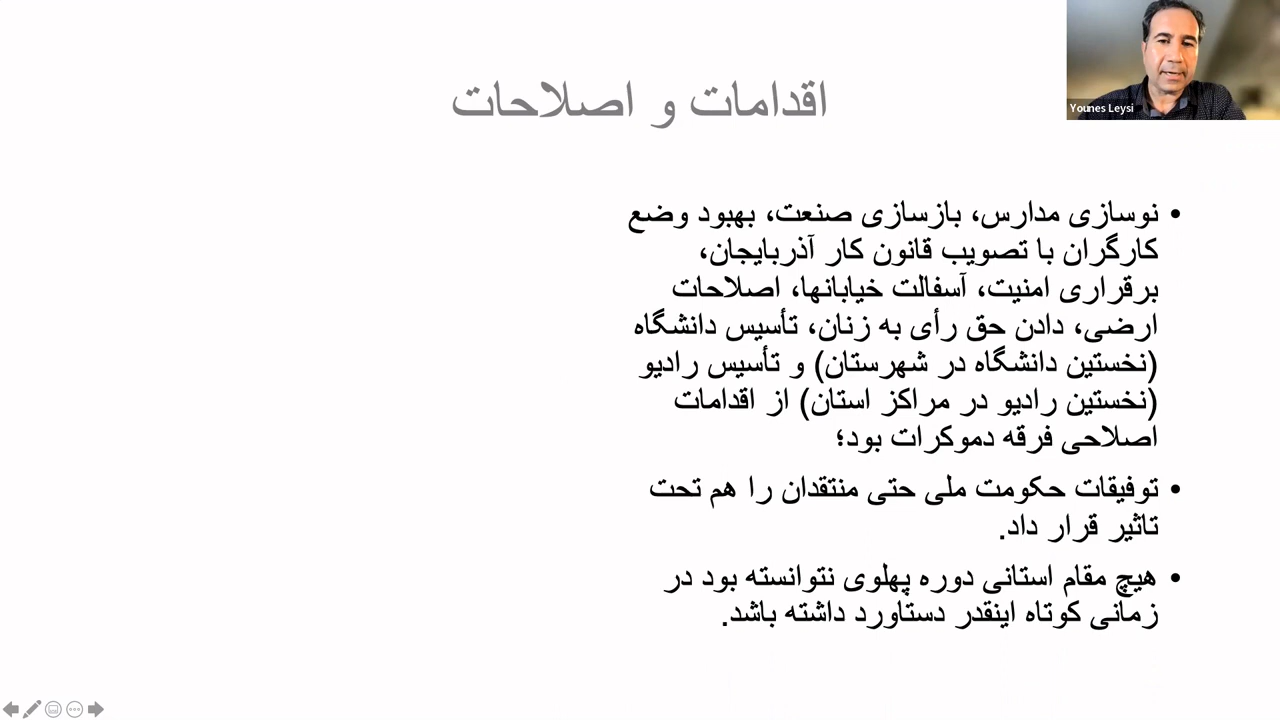 اقدامات و اصلاحات
Younes Leysi
• نوسازی مدارس، بازسازی صنعت، بهبود وضع
کارگران با تصویب قانون کار آذربایجان،
برقراری امنیت، آسفالت خیابانها، اصلاحات
ارضی، دادن حق رأی به زنان، تأسیس دانشگاه
(نخستین دانشگاه در شهرستان) و تأسیس رادیو
(نخستین رادیو در مراکز استان) از اقدامات
اصلاحی فرقه دموکرات بود؛
• توفیقات حکومت ملی حتی منتقدان را هم تحت
تاثیر قرار داد.
• هیچ مقام استانی دوره پهلوی نتوانسته بود در
زمانی کوتاه اینقدر دستاورد داشته باشد.